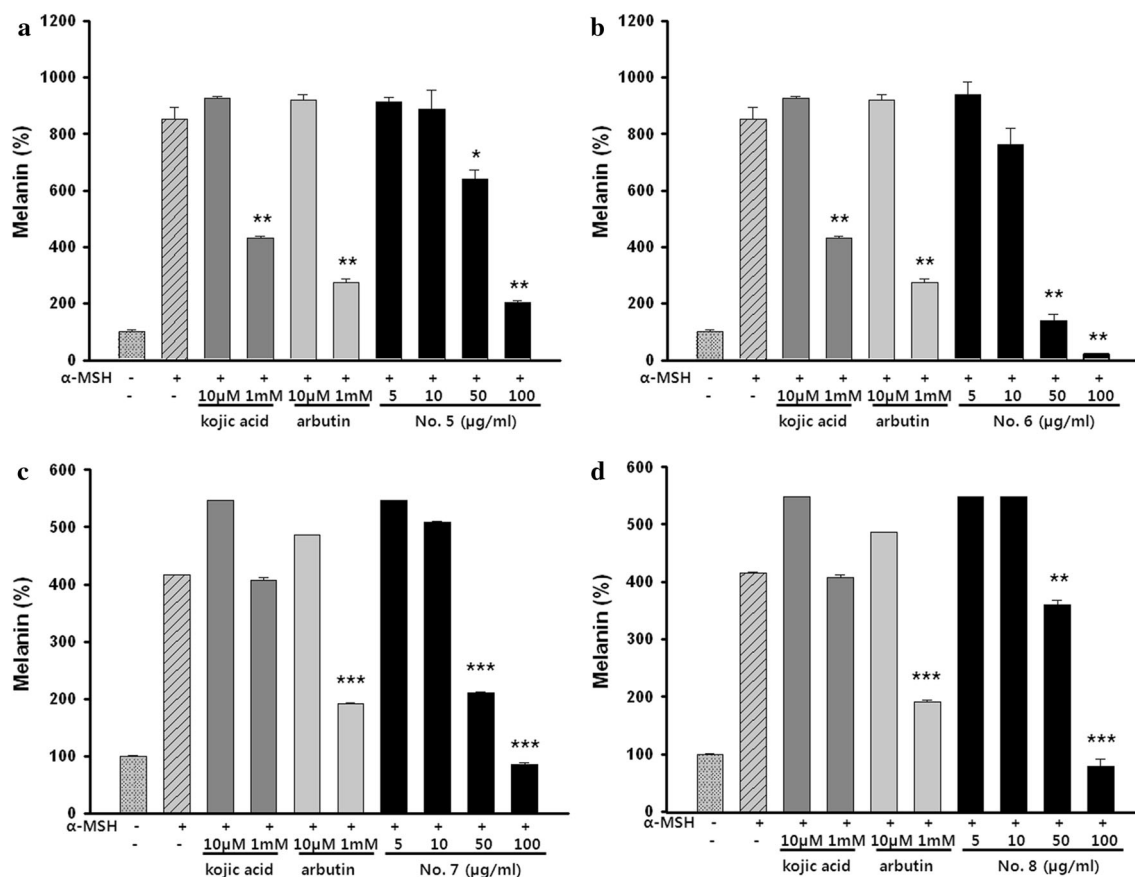 a
1200
1000
800
600
400
200
0
Melanin (%)
** ** * **
α-MSH - + + + + + + + + +
- - 10μM 1mM 10μM 1mM 5 10 50 100
kojic acid arbutin No. 5 (μg/ml)
b
1200
1000
800
600
400
200
0
Melanin (%)
** ** ** **
α-MSH - + + + + + + + + +
- - 10μM 1mM 10μM 1mM 5 10 50 100
kojic acid arbutin No. 6 (μg/ml)
c
600
500
400
300
200
100
0
Melanin (%)
*** *** ***
α-MSH - + + + + + + + + +
- - 10μM 1mM 10μM 1mM 5 10 50 100
kojic acid arbutin No. 7 (μg/ml)
d
600
500
400
300
200
100
0
Melanin (%)
*** ** ***
α-MSH - + + + + + + + + +
- - 10μM 1mM 10μM 1mM 5 10 50 100
kojic acid arbutin No. 8 (μg/ml)